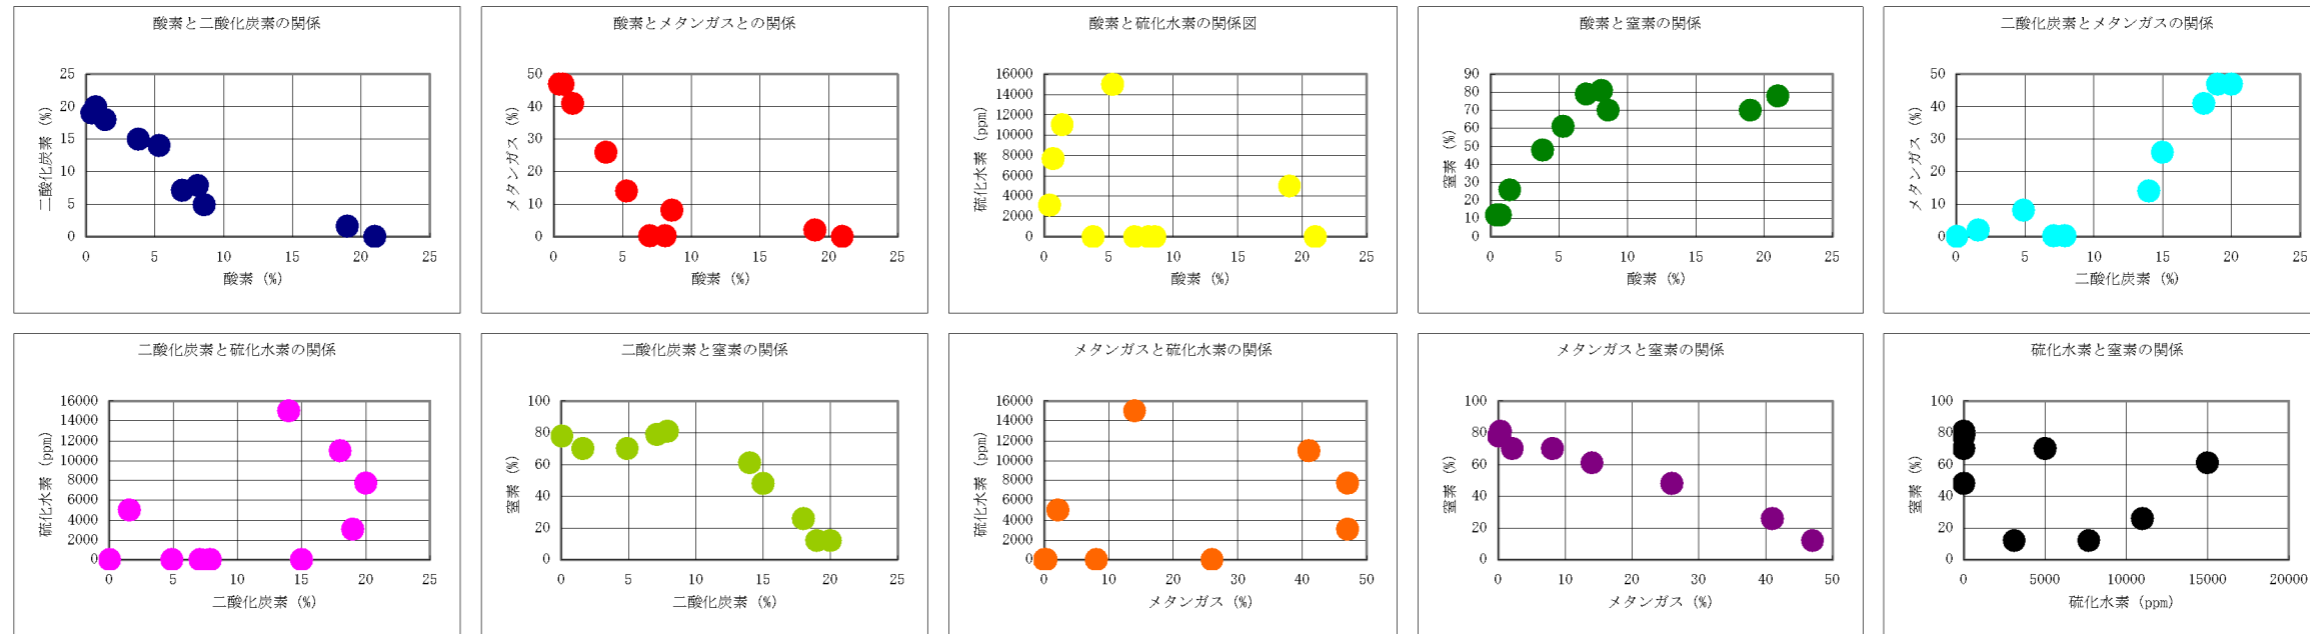 酸素と二酸化炭素の関係
25
20
15
10
5
0
0 5 10 15 20 25
二酸化炭素 (%)
酸素 (%)
酸素とメタンガスとの関係
50
40
30
20
10
0
0 5 10 15 20 25
メタンガス (%)
酸素 (%)
酸素と硫化水素の関係図
16000
14000
12000
10000
8000
6000
4000
2000
0
0 5 10 15 20 25
硫化水素 (ppm)
酸素 (%)
酸素と窒素の関係
90
80
70
60
50
40
30
20
10
0
0 5 10 15 20 25
窒素 (%)
酸素 (%)
二酸化炭素とメタンガスの関係
50
40
30
20
10
0
0 5 10 15 20 25
メタンガス (%)
二酸化炭素 (%)
二酸化炭素と硫化水素の関係
16000
14000
12000
10000
8000
6000
4000
2000
0
0 5 10 15 20 25
硫化水素 (ppm)
二酸化炭素 (%)
二酸化炭素と窒素の関係
100
80
60
40
20
0
0 5 10 15 20 25
窒素 (%)
二酸化炭素 (%)
メタンガスと硫化水素の関係
16000
14000
12000
10000
8000
6000
4000
2000
0
0 10 20 30 40 50
硫化水素 (ppm)
メタンガス (%)
メタンガスと窒素の関係
100
80
60
40
20
0
0 10 20 30 40 50
窒素 (%)
メタンガス (%)
硫化水素と窒素の関係
100
80
60
40
20
0
0 5000 10000 15000 20000
窒素 (%)
硫化水素 (ppm)